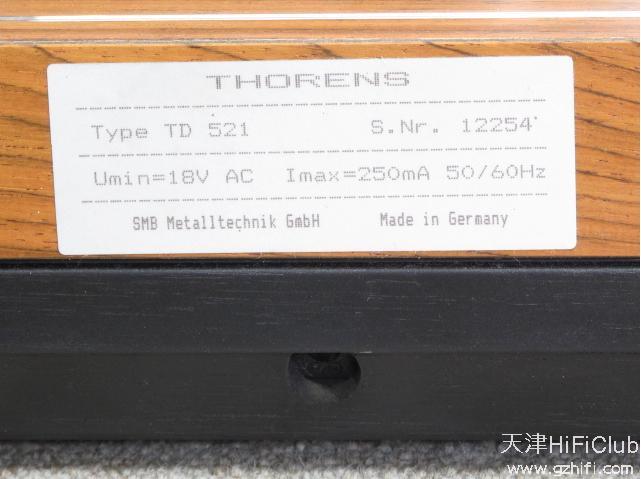 THORENS
Type TD 521 S.Nr. 12254
Umin=18V AC Imax=250mA 50/60Hz
SMB Metalltechnik GmbH Made in Germany
天津HiFiClub
www.gzhifi.com